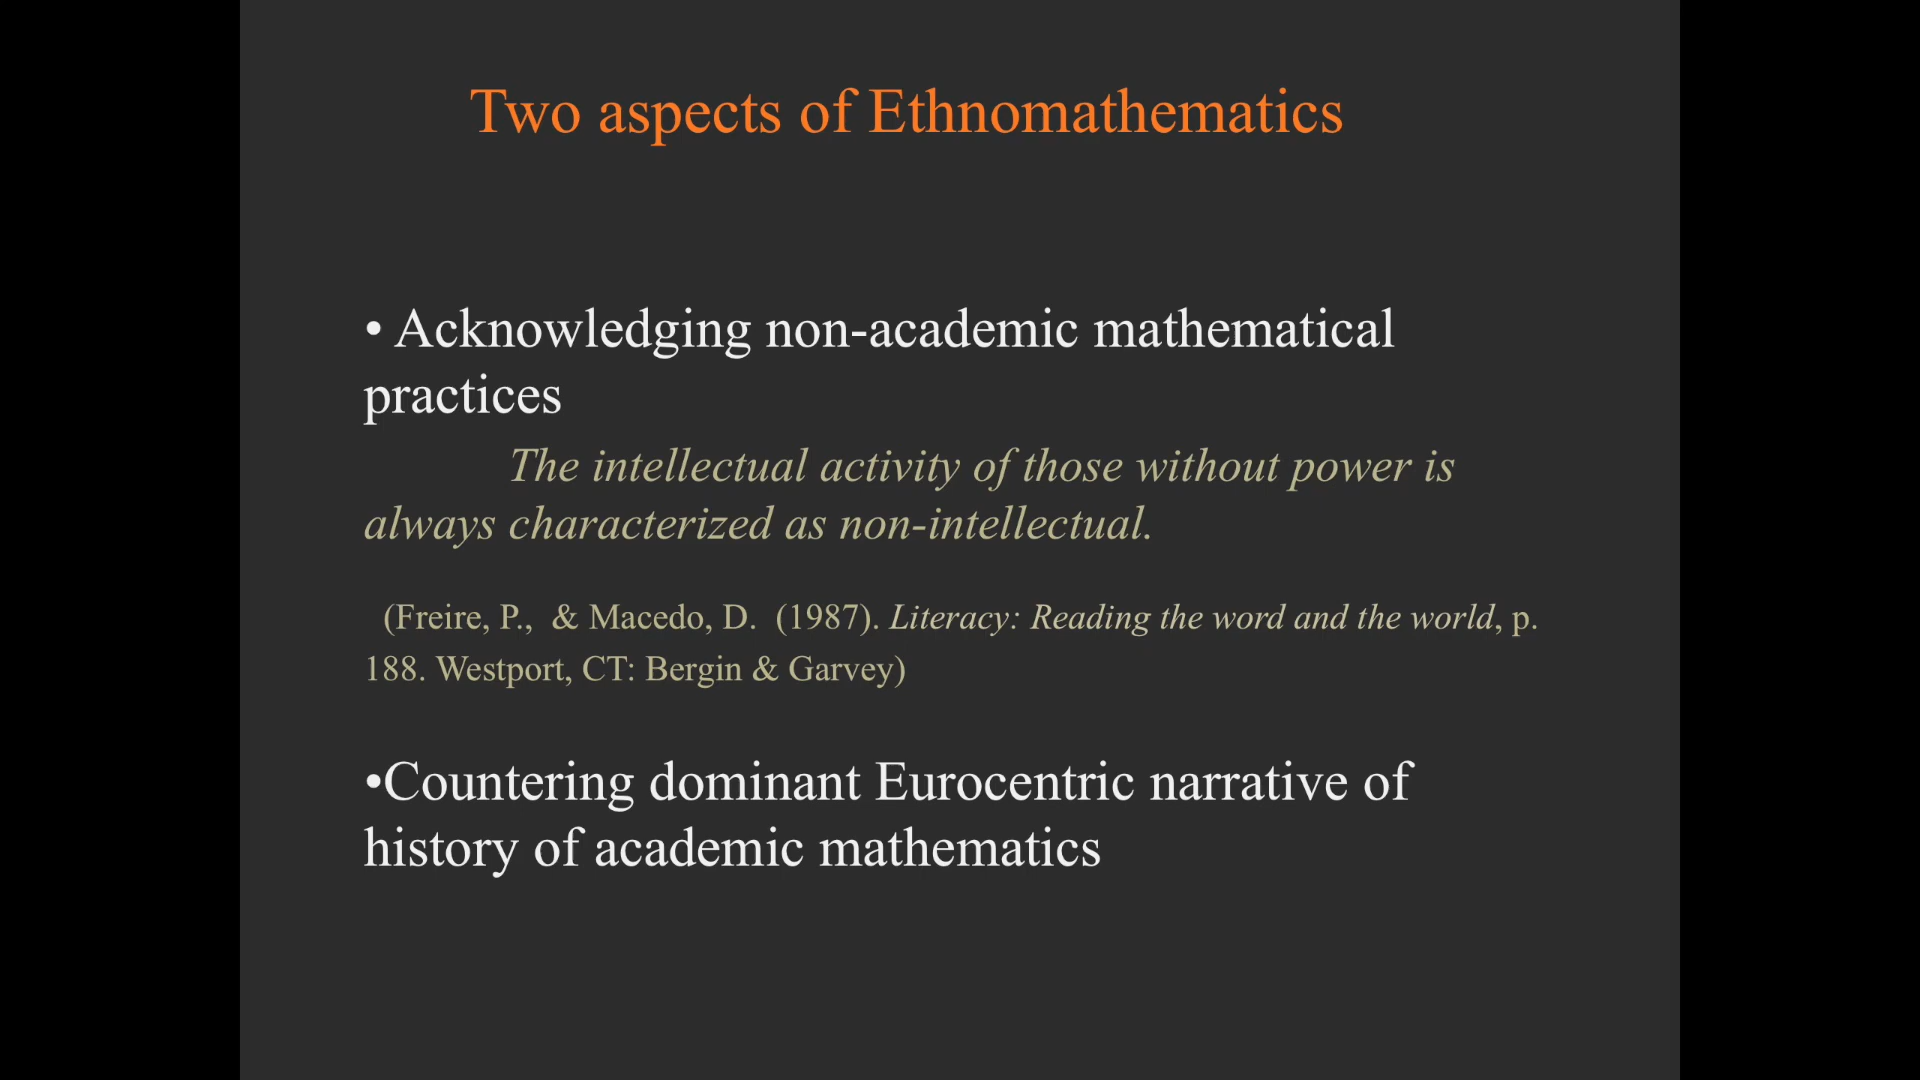 Two aspects of Ethnomathematics
• Acknowledging non-academic mathematical
practices
The intellectual activity of those without power is
always characterized as non-intellectual.
(Freire, P., & Macedo, D. (1987). Literacy: Reading the word and the world, p.
188. Westport, CT: Bergin & Garvey)
•Countering dominant Eurocentric narrative of
history of academic mathematics